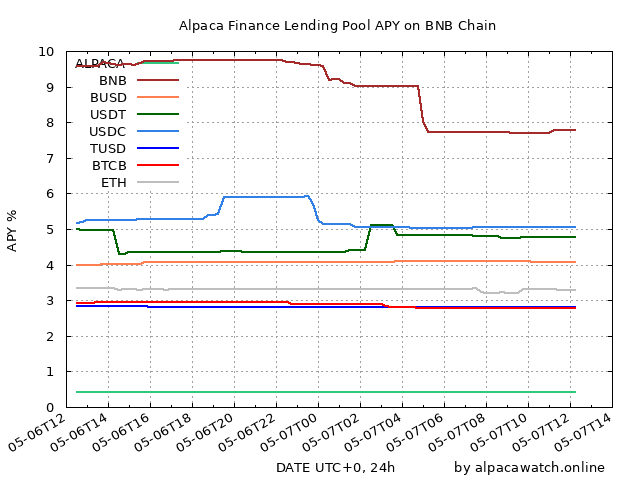 Alpaca Finance Lending Pool APY on BNB Chain
10
9
8
7
6
5
4
3
2
1
0
APY %
ALPACA
BNB
BUSD
USDT
USDC
TUSD
BTCB
ETH
05-06T12
05-06T14
05-06T16
05-06T18
05-06T20
05-06T22
05-07T00
05-07T02
05-07T04
05-07T06
05-07T08
05-07T10
05-07T12
05-07T14
DATE UTC+0, 24h
by alpacawatch.online